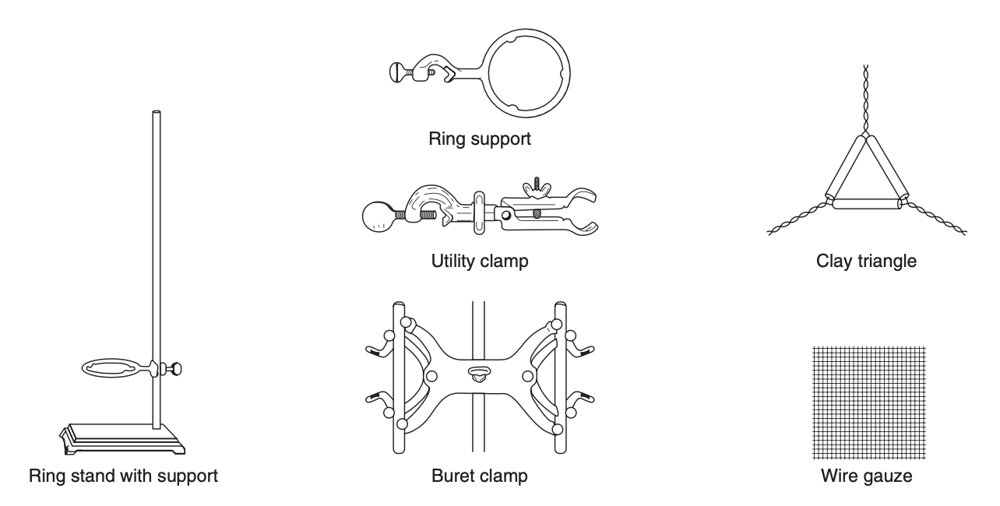 Ring support
Utility clamp
Clay triangle
Ring stand with support
Buret clamp
Wire gauze